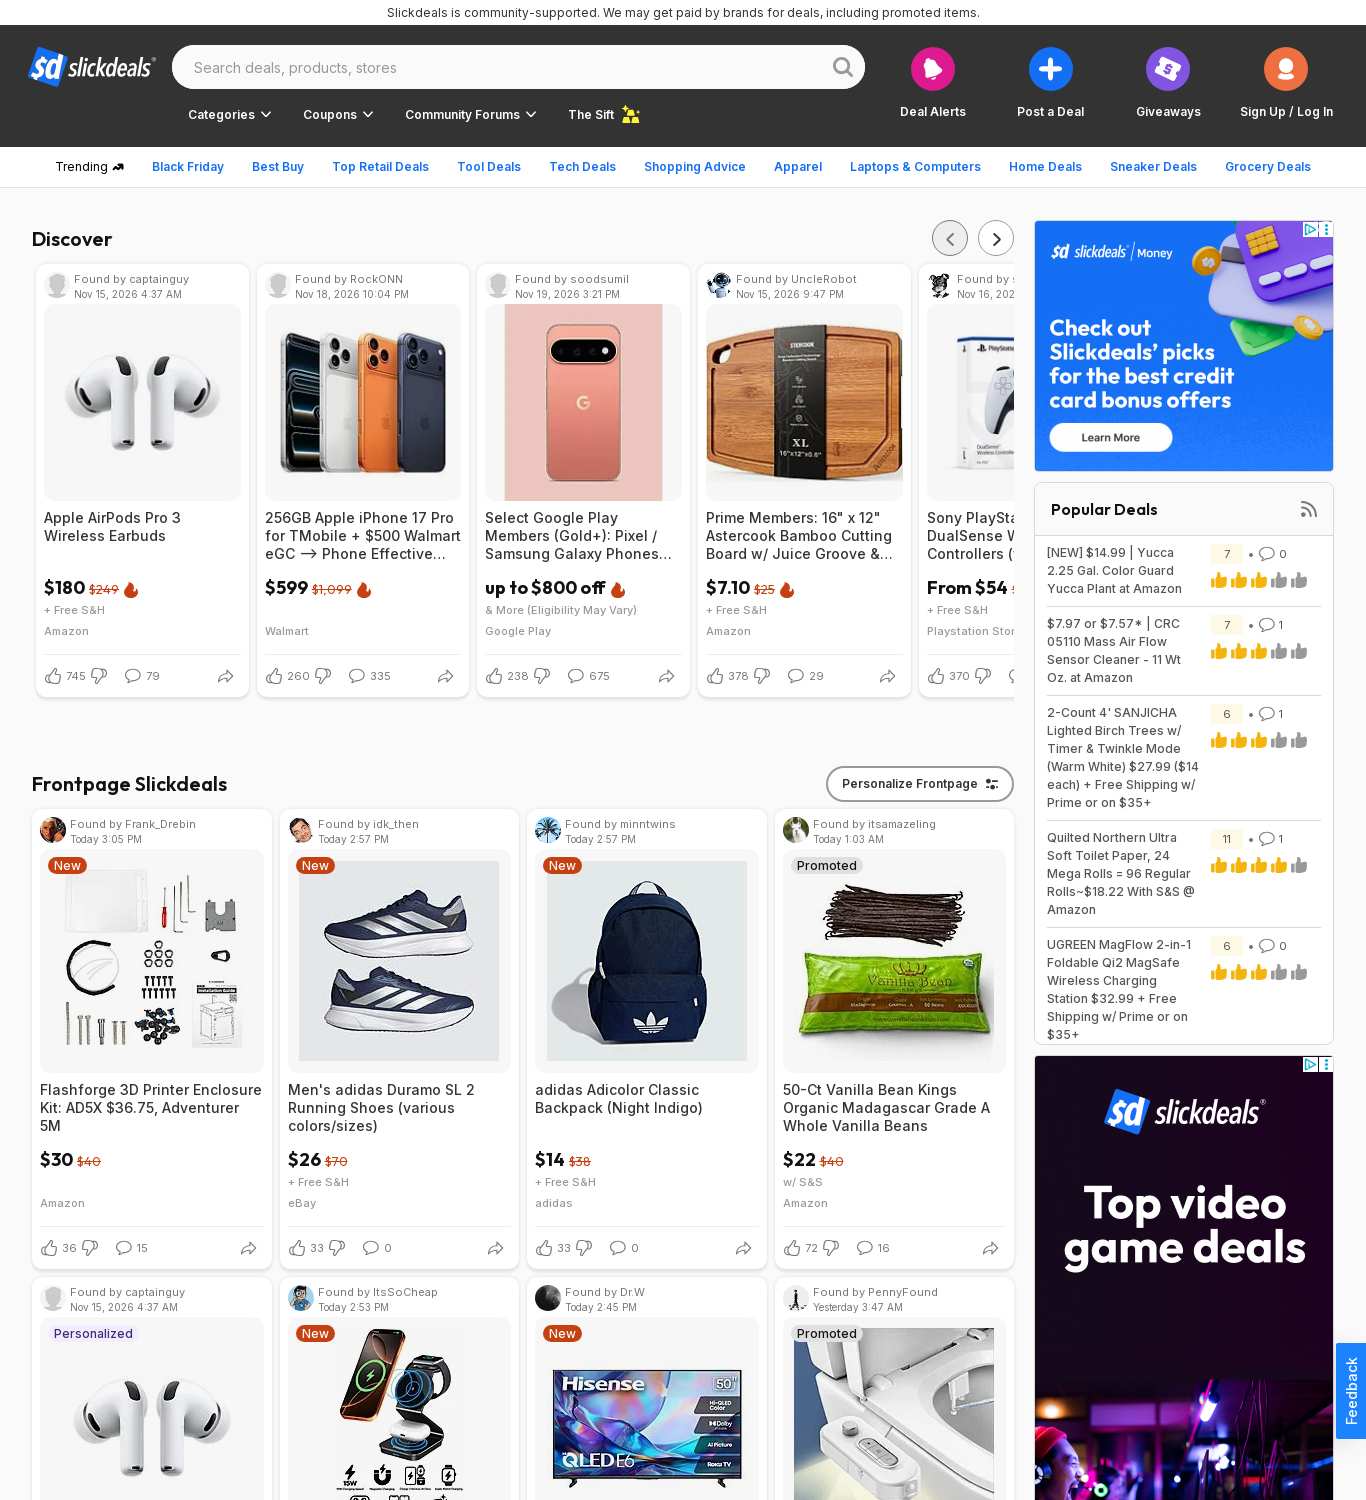 Slickdeals is community-supported. We may get paid by brands for deals, including promoted items.
slickdeals
Search deals, products, stores
Deal Alerts
Post a Deal
Giveaways
Sign Up / Log In
Categories
Coupons
Community Forums
The Sift
Trending
Black Friday
Best Buy
Top Retail Deals
Tool Deals
Tech Deals
Shopping Advice
Apparel
Laptops & Computers
Home Deals
Sneaker Deals
Grocery Deals
Discover
Found by captainguy
Nov 15, 2026 4:37 AM
Apple AirPods Pro 3
Wireless Earbuds
$180 $249
+ Free S&H
Amazon
745
79
Found by RockONN
Nov 18, 2026 10:04 PM
256GB Apple iPhone 17 Pro
for TMobile + $500 Walmart
eGC --> Phone Effective...
$599 $1,099
Walmart
260
335
Found by soodsumil
Nov 19, 2026 3:21 PM
Select Google Play
Members (Gold+): Pixel /
Samsung Galaxy Phones...
up to $800 off
& More (Eligibility May Vary)
Google Play
238
675
Found by UncleRobot
Nov 15, 2026 9:47 PM
XL
16"x12"x0.6"
Prime Members: 16" x 12"
Astercook Bamboo Cutting
Board w/ Juice Groove &...
$7.10 $25
+ Free S&H
Amazon
378
29
Found by s
Nov 16, 202
Sony PlaySta
DualSense W
Controllers (
From $54
+ Free S&H
Playstation Stor
370
slickdeals | Money
Check out
Slickdeals' picks
for the best credit
card bonus offers
Learn More
Popular Deals
[NEW] $14.99 | Yucca
2.25 Gal. Color Guard
Yucca Plant at Amazon
7 • 0
$7.97 or $7.57* | CRC
05110 Mass Air Flow
Sensor Cleaner - 11 Wt
Oz. at Amazon
7 • 1
2-Count 4' SANJICHA
Lighted Birch Trees w/
Timer & Twinkle Mode
(Warm White) $27.99 ($14
each) + Free Shipping w/
Prime or on $35+
6 • 1
Quilted Northern Ultra
Soft Toilet Paper, 24
Mega Rolls = 96 Regular
Rolls~$18.22 With S&S @
Amazon
11 • 1
UGREEN MagFlow 2-in-1
Foldable Qi2 MagSafe
Wireless Charging
Station $32.99 + Free
Shipping w/ Prime or on
$35+
6 • 0
Frontpage Slickdeals
Personalize Frontpage
Found by Frank_Drebin
Today 3:05 PM
New
Flashforge 3D Printer Enclosure
Kit: AD5X $36.75, Adventurer
5M
$30 $40
Amazon
36
15
Found by idk_then
Today 2:57 PM
New
Men's adidas Duramo SL 2
Running Shoes (various
colors/sizes)
$26 $70
+ Free S&H
eBay
33
0
Found by minntwins
Today 2:57 PM
New
adidas Adicolor Classic
Backpack (Night Indigo)
$14 $38
+ Free S&H
adidas
33
0
Found by itsamazeling
Today 1:03 AM
Promoted
Vanilla Bean
50-Ct Vanilla Bean Kings
Organic Madagascar Grade A
Whole Vanilla Beans
$22 $40
w/ S&S
Amazon
72
16
Found by captainguy
Nov 15, 2026 4:37 AM
Personalized
Found by ItsSoCheap
Today 2:53 PM
New
15W
Found by Dr.W
Today 2:45 PM
New
Hisense
50"
HI-QLED
Color
Dolby
AI Picture
Roku TV
QLED E6
Found by PennyFound
Yesterday 3:47 AM
Promoted
slickdeals
Top video
game deals
Feedback